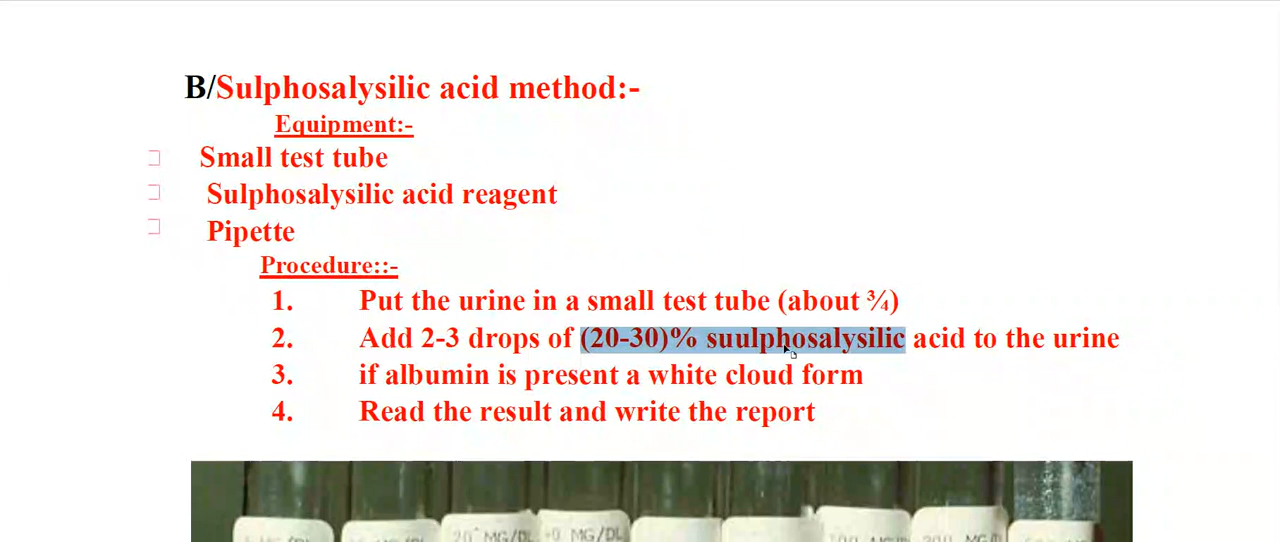 B/Sulphosalysilic acid method:-
Equipment:-
Small test tube
Sulphosalysilic acid reagent
Pipette
Procedure::-
1. Put the urine in a small test tube (about ¾)
2. Add 2-3 drops of (20-30)% suulphosalysilic acid to the urine
3. if albumin is present a white cloud form
4. Read the result and write the report
MG/DL
MG/DL